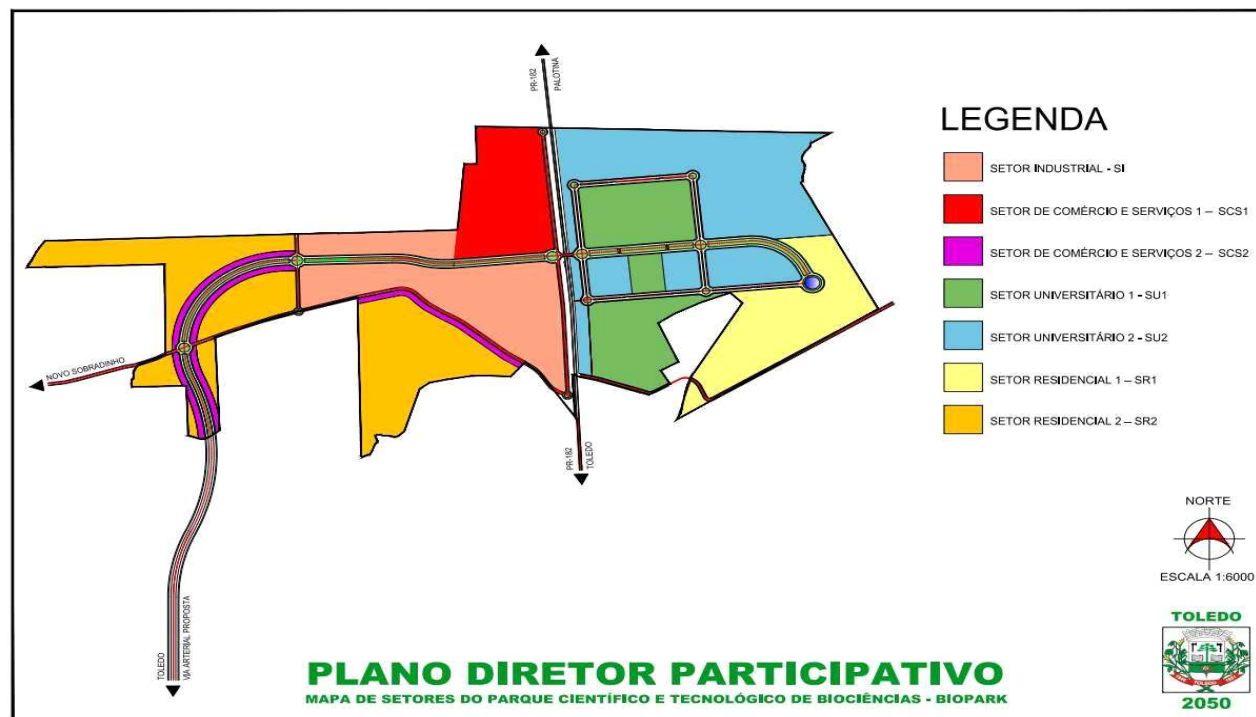 PR-182
PALOTINA
LEGENDA
SETOR INDUSTRIAL - SI
SETOR DE COMÉRCIO E SERVIÇOS 1 – SCS1
SETOR DE COMÉRCIO E SERVIÇOS 2 – SCS2
SETOR UNIVERSITÁRIO 1 - SU1
SETOR UNIVERSITÁRIO 2 - SU2
SETOR RESIDENCIAL 1 – SR1
SETOR RESIDENCIAL 2 – SR2
NOVO SOBRADINHO
PR-182
TOLEDO
TOLEDO
VIA ARTERIAL PROPOSTA
NORTE
ESCALA 1:6000
TOLEDO
TOLEDO
2050
PLANO DIRETOR PARTICIPATIVO
MAPA DE SETORES DO PARQUE CIENTÍFICO E TECNOLÓGICO DE BIOCIÊNCIAS - BIOPARK